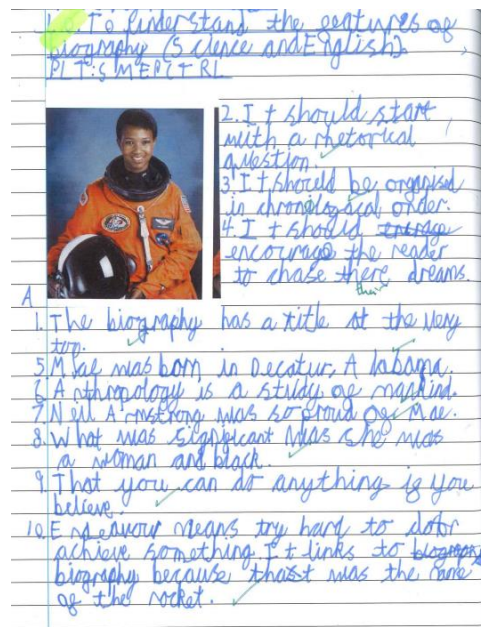 L.O. To understand the features of
biography (Science and English).
PLT: S M EP CT RL
2. It should start
with a rhetorical
question.
3. It should be organised
in chronological order.
4. It should
encourage the reader
to chase there dreams.
their
A
1. The biography has a title at the very
top.
5. Mae was born in Decatur, Alabama.
6. Anthropology is a study of mankind.
7. Neil Armstrong was so proud of Mae.
8. What was significant was she was
a woman and black.
9. That you can do anything if you
believe.
10. Endeavour means try hard to do or
achieve something. It links to
biography because that was the name
of the rocket.